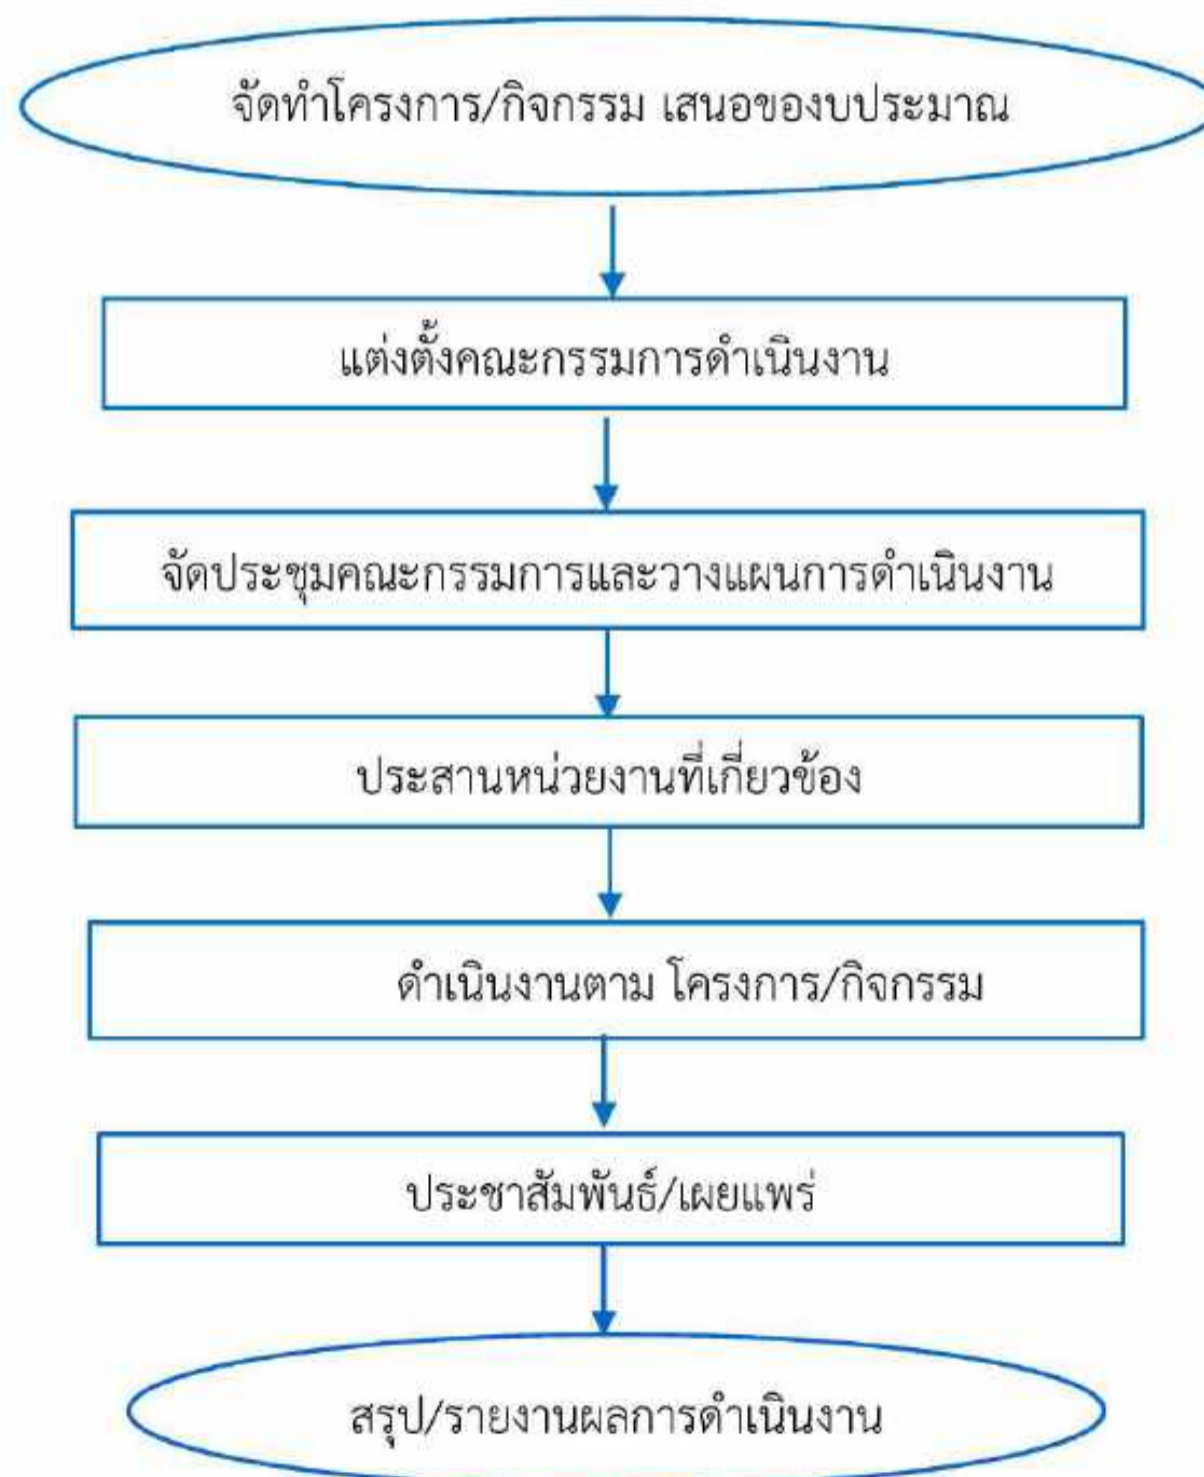 จัดทำโครงการ/กิจกรรม เสนอของบประมาณ
แต่งตั้งคณะกรรมการดำเนินงาน
จัดประชุมคณะกรรมการและวางแผนการดำเนินงาน
ประสานหน่วยงานที่เกี่ยวข้อง
ดำเนินงานตาม โครงการ/กิจกรรม
ประชาสัมพันธ์/เผยแพร่
สรุป/รายงานผลการดำเนินงาน